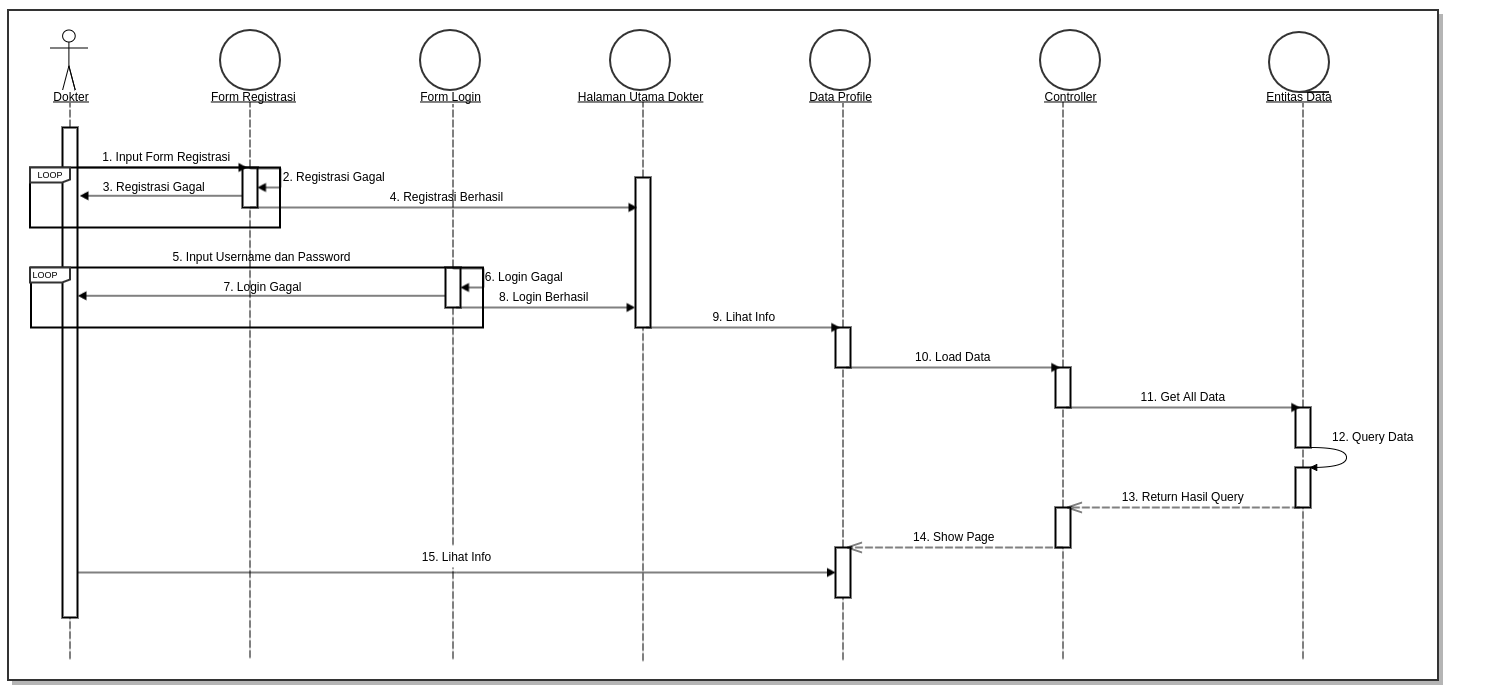 Dokter
Form Registrasi
Form Login
Halaman Utama Dokter
Data Profile
Controller
Entitas Data
1. Input Form Registrasi
LOOP
2. Registrasi Gagal
3. Registrasi Gagal
4. Registrasi Berhasil
5. Input Username dan Password
LOOP
6. Login Gagal
7. Login Gagal
8. Login Berhasil
9. Lihat Info
10. Load Data
11. Get All Data
12. Query Data
13. Return Hasil Query
14. Show Page
15. Lihat Info